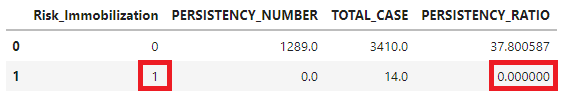 Risk_Immobilization PERSISTENCY_NUMBER TOTAL_CASE PERSISTENCY_RATIO
0 0 1289.0 3410.0 37.800587
1 1 0.0 14.0 0.000000